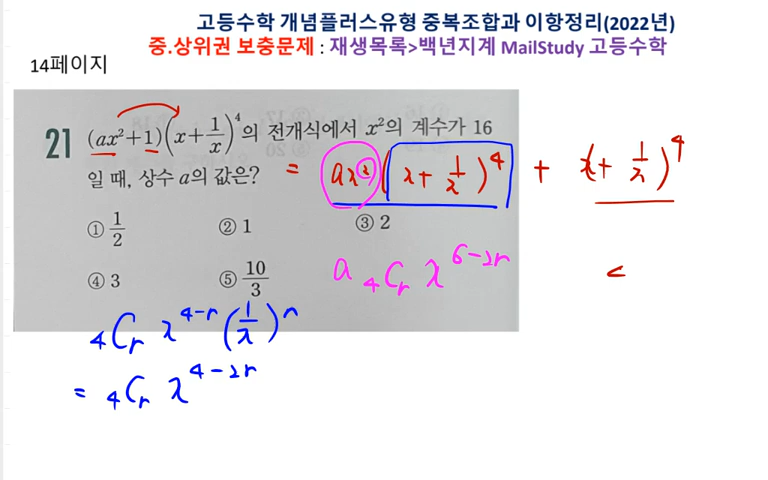 고등수학 개념플러스유형 중복조합과 이항정리(2022년)
중.상위권 보충문제 : 재생목록>백년지계 MailStudy 고등수학
14페이지
21 (ax²+1)(x+1/x)⁴의 전개식에서 x²의 계수가 16
일 때, 상수 a의 값은?
= ax²(x+1/x)⁴ + (x+1/x)⁴
① 1/2 ② 1 ③ 2
④ 3 ⑤ 10/3
a ₄Cᵣ x⁶⁻²ʳ
₄Cᵣ x⁴⁻ʳ (1/x)ʳ
= ₄Cᵣ x⁴⁻²ʳ